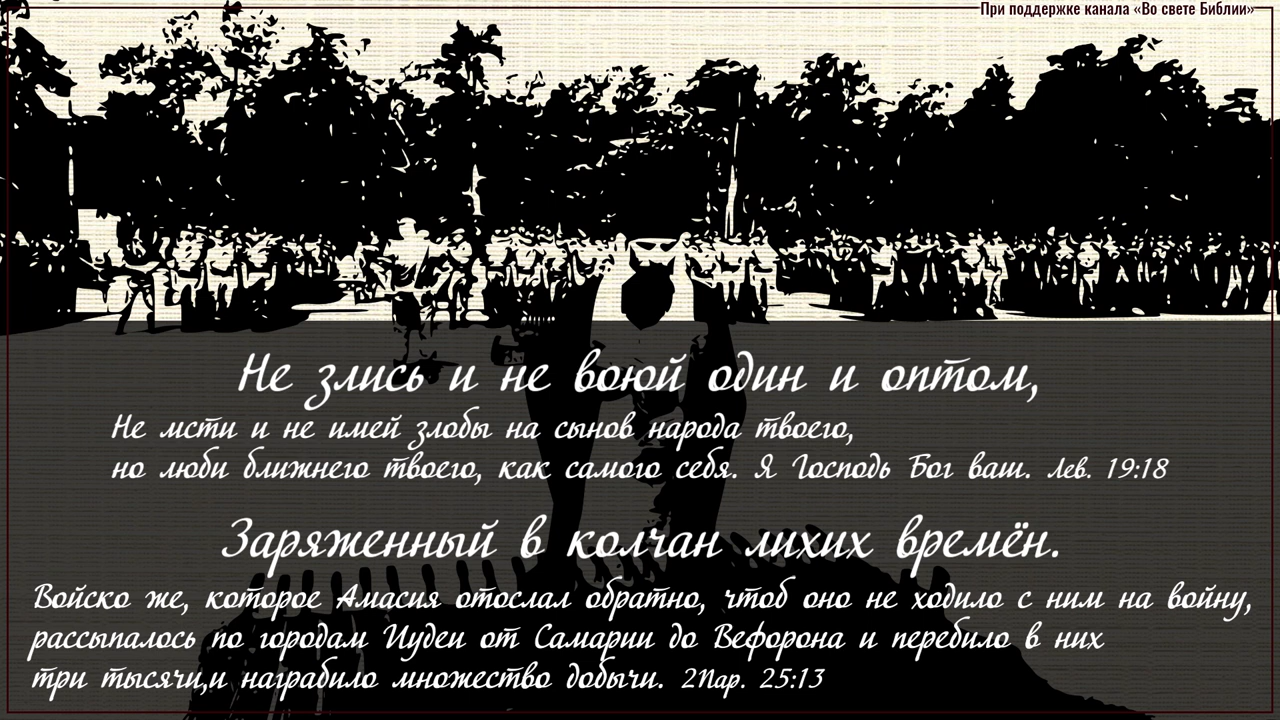 При поддержке канала «Во свете Библии»
Не злись и не воюй один и оптом,
Не мсти и не имей злобы на сынов народа твоего,
но люби ближнего твоего, как самого себя. Я Господь Бог ваш. Лев. 19:18
Заряженный в колчан лихих времён.
Войско же, которое Амасия отослал обратно, чтоб оно не ходило с ним на войну,
рассыпалось по городам Иудеи от Самарии до Вефорона и перебило в них
три тысячи,и награбило множество добычи. 2Пар. 25:13